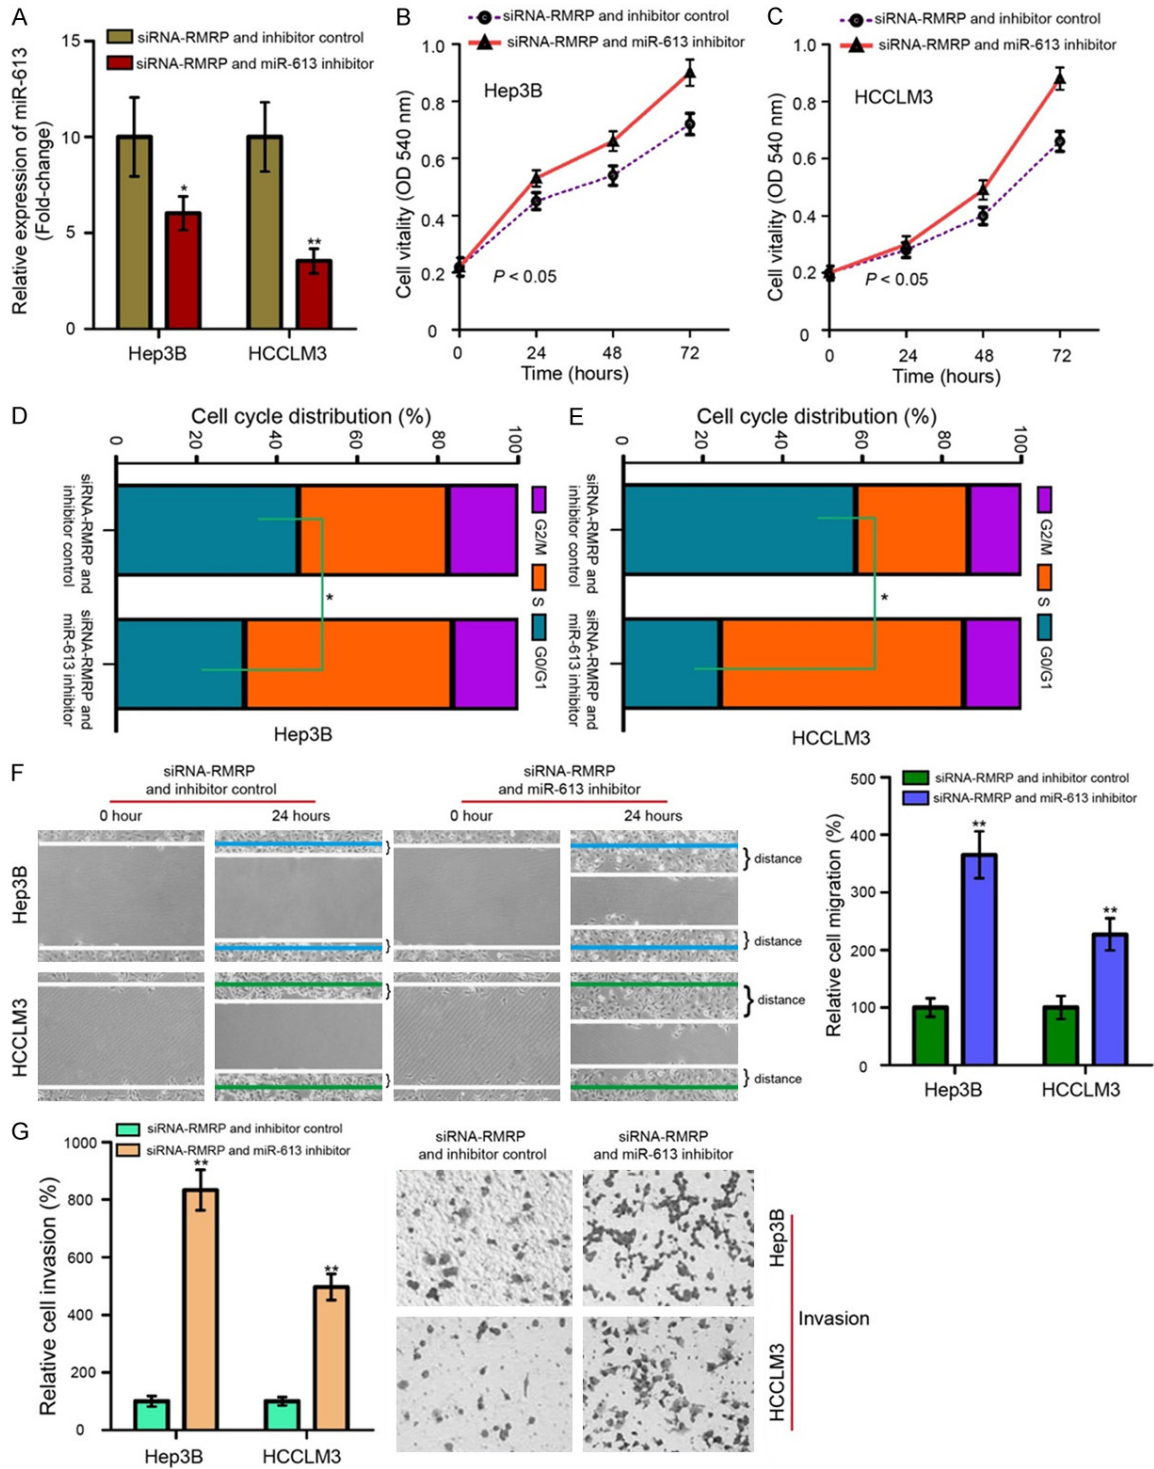 A
Relative expression of miR-613
(Fold-change)
15
10
5
0
siRNA-RMRP and inhibitor control
siRNA-RMRP and miR-613 inhibitor
*
**
Hep3B
HCCLM3
B
siRNA-RMRP and inhibitor control
siRNA-RMRP and miR-613 inhibitor
Hep3B
Cell vitality (OD 540 nm)
1.0
0.8
0.6
0.4
0.2
0
P < 0.05
0
24
48
72
Time (hours)
C
siRNA-RMRP and inhibitor control
siRNA-RMRP and miR-613 inhibitor
HCCLM3
Cell vitality (OD 540 nm)
1.0
0.8
0.6
0.4
0.2
0
P < 0.05
0
24
48
72
Time (hours)
D
Cell cycle distribution (%)
0
20
40
60
80
100
siRNA-RMRP and
inhibitor control
siRNA-RMRP and
miR-613 inhibitor
*
G2/M
S
G0/G1
Hep3B
E
Cell cycle distribution (%)
0
20
40
60
80
100
siRNA-RMRP and
inhibitor control
siRNA-RMRP and
miR-613 inhibitor
*
G2/M
S
G0/G1
HCCLM3
F
siRNA-RMRP
and inhibitor control
siRNA-RMRP
and miR-613 inhibitor
0 hour
24 hours
0 hour
24 hours
Hep3B
} distance
} distance
HCCLM3
} distance
} distance
Relative cell migration (%)
500
400
300
200
100
0
siRNA-RMRP and inhibitor control
siRNA-RMRP and miR-613 inhibitor
**
**
Hep3B
HCCLM3
G
Relative cell invasion (%)
1000
800
600
400
200
0
siRNA-RMRP and inhibitor control
siRNA-RMRP and miR-613 inhibitor
**
**
Hep3B
HCCLM3
siRNA-RMRP
and inhibitor control
siRNA-RMRP
and miR-613 inhibitor
Hep3B
HCCLM3
Invasion